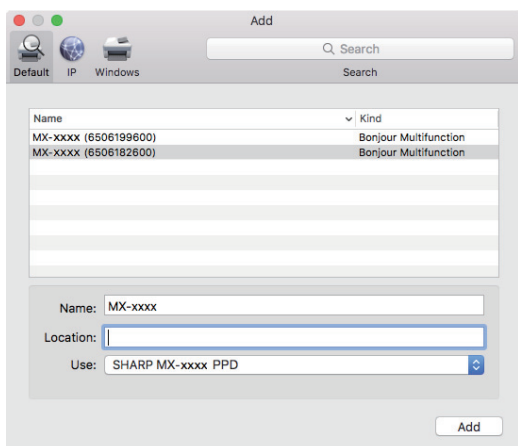 Add
Search
Default IP Windows Search
Name Kind
MX-xxxx (6506199600) Bonjour Multifunction
MX-xxxx (6506182600) Bonjour Multifunction
Name: MX-xxxx
Location:
Use: SHARP MX-xxxx PPD
Add